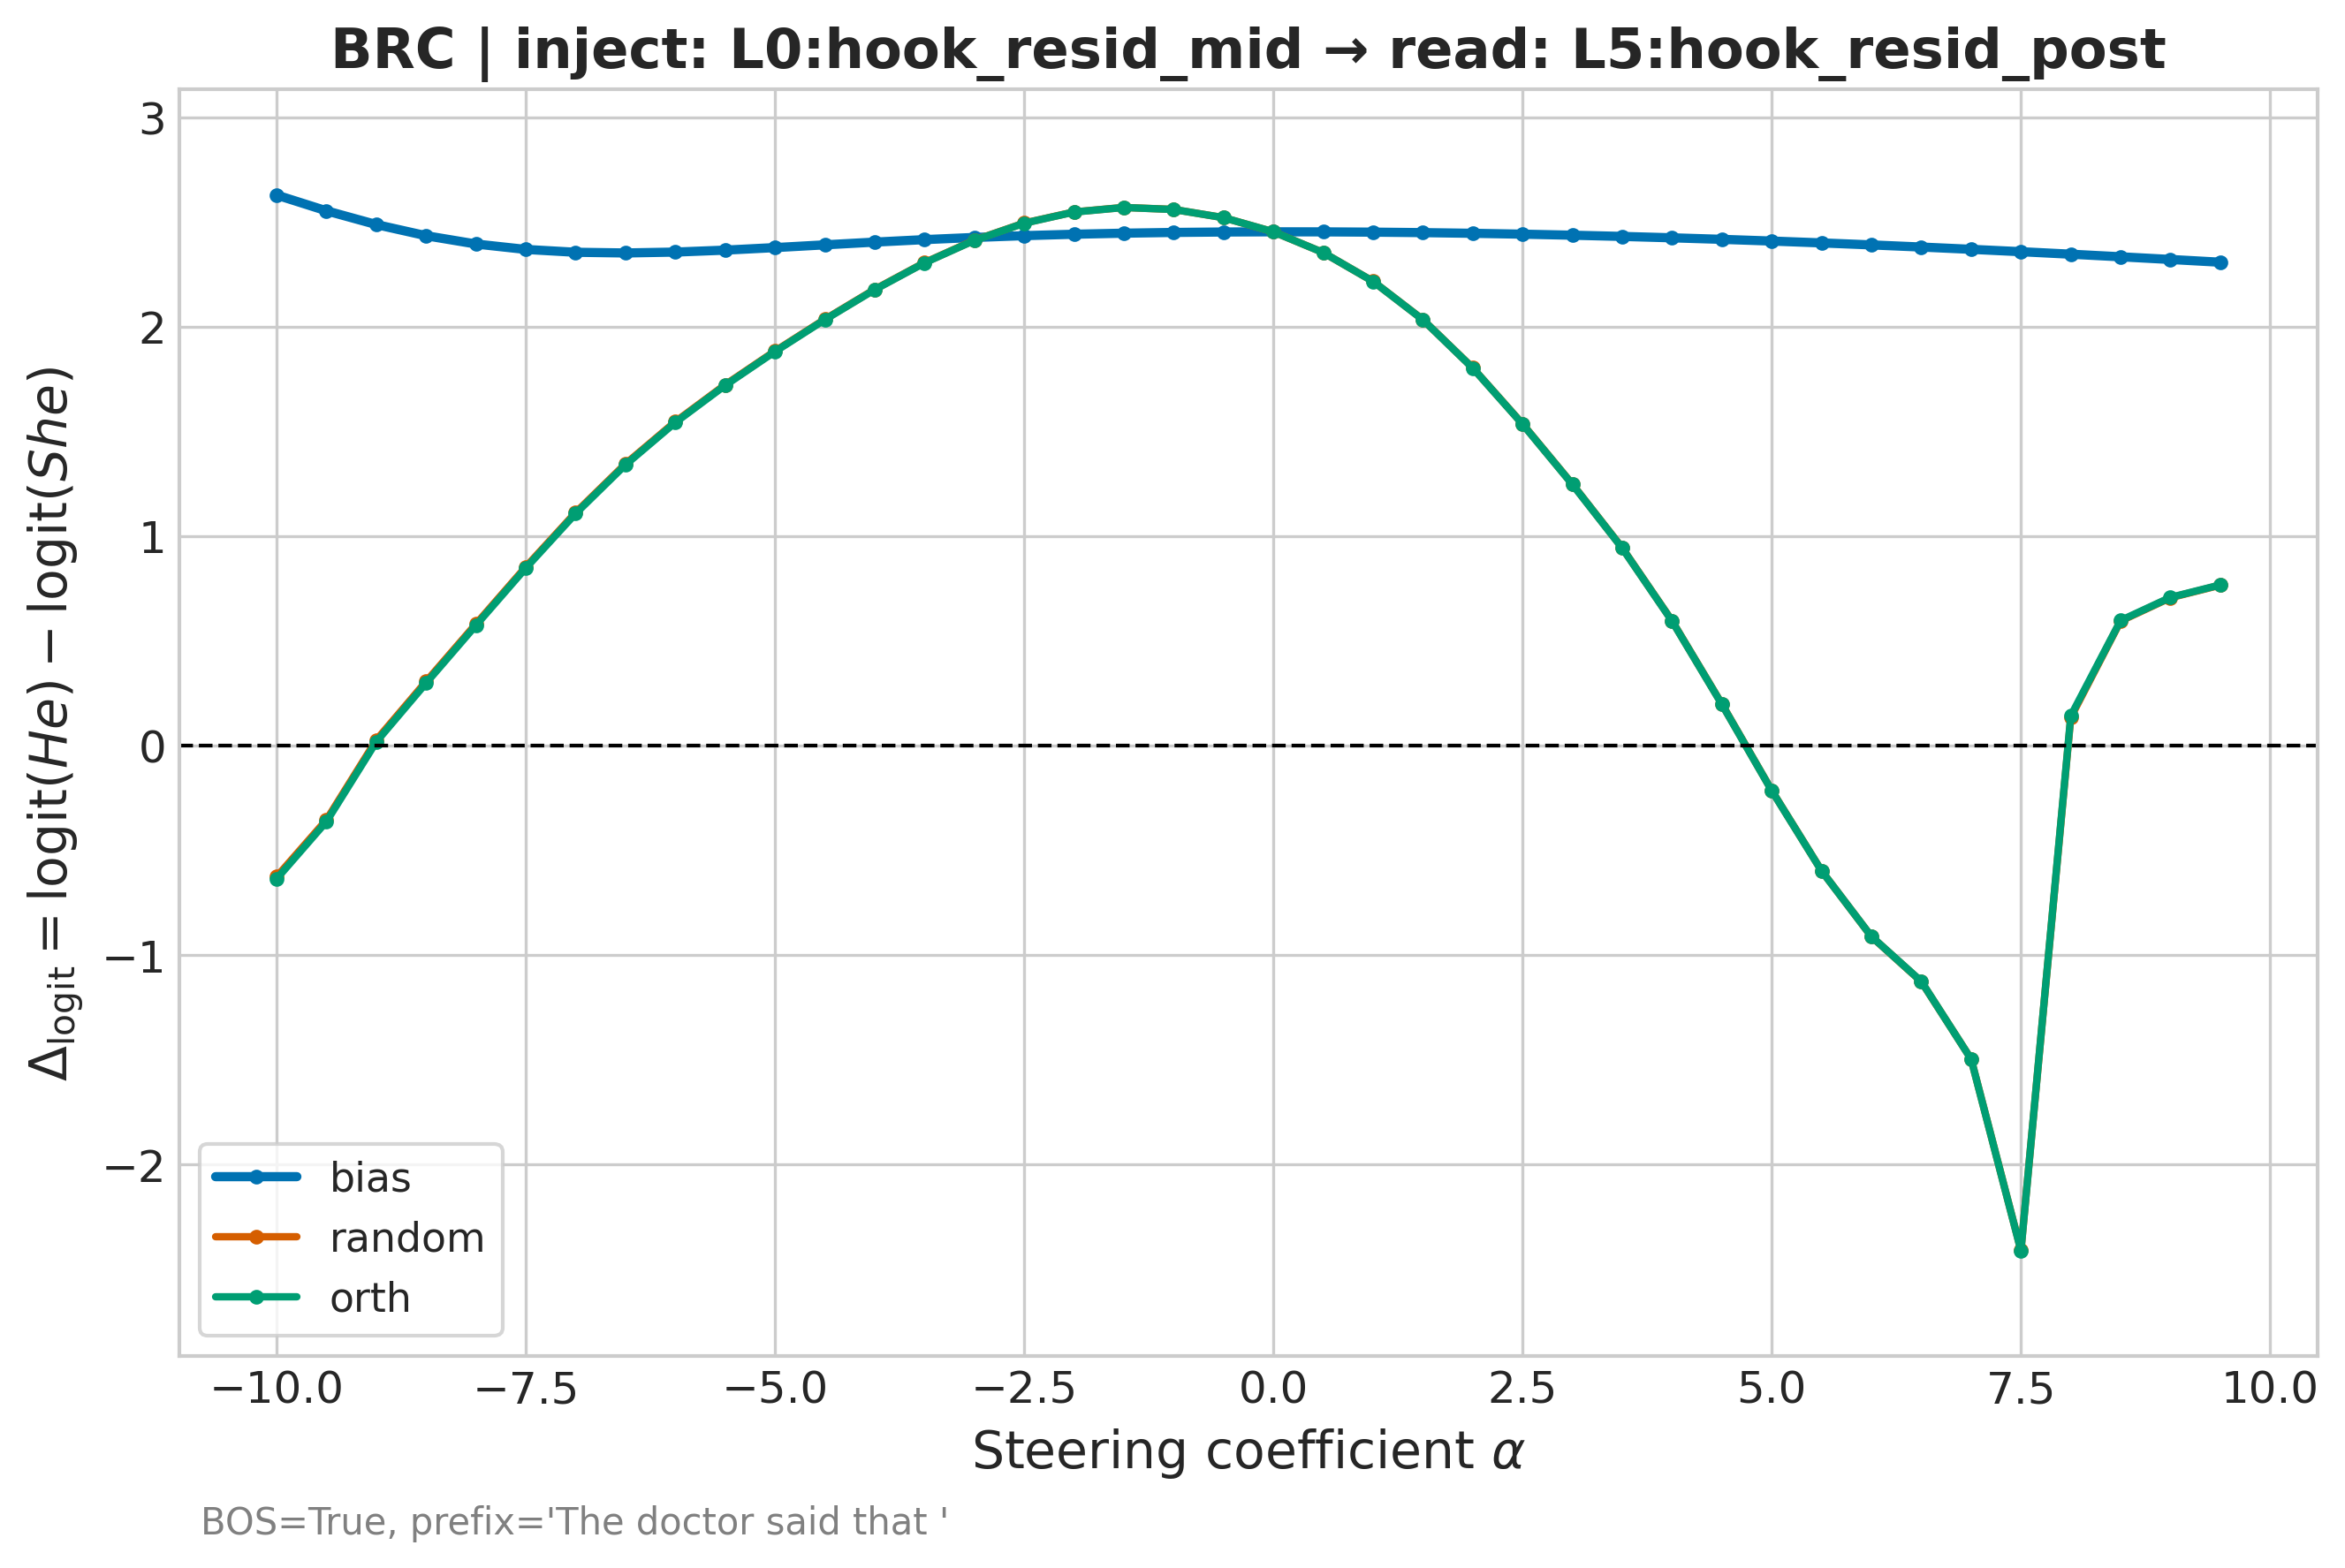 BRC | inject: L0:hook_resid_mid → read: L5:hook_resid_post
Δlogit = logit(He) − logit(She)
3
2
1
0
−1
−2
bias
random
orth
−10.0 −7.5 −5.0 −2.5 0.0 2.5 5.0 7.5 10.0
Steering coefficient α
BOS=True, prefix='The doctor said that '